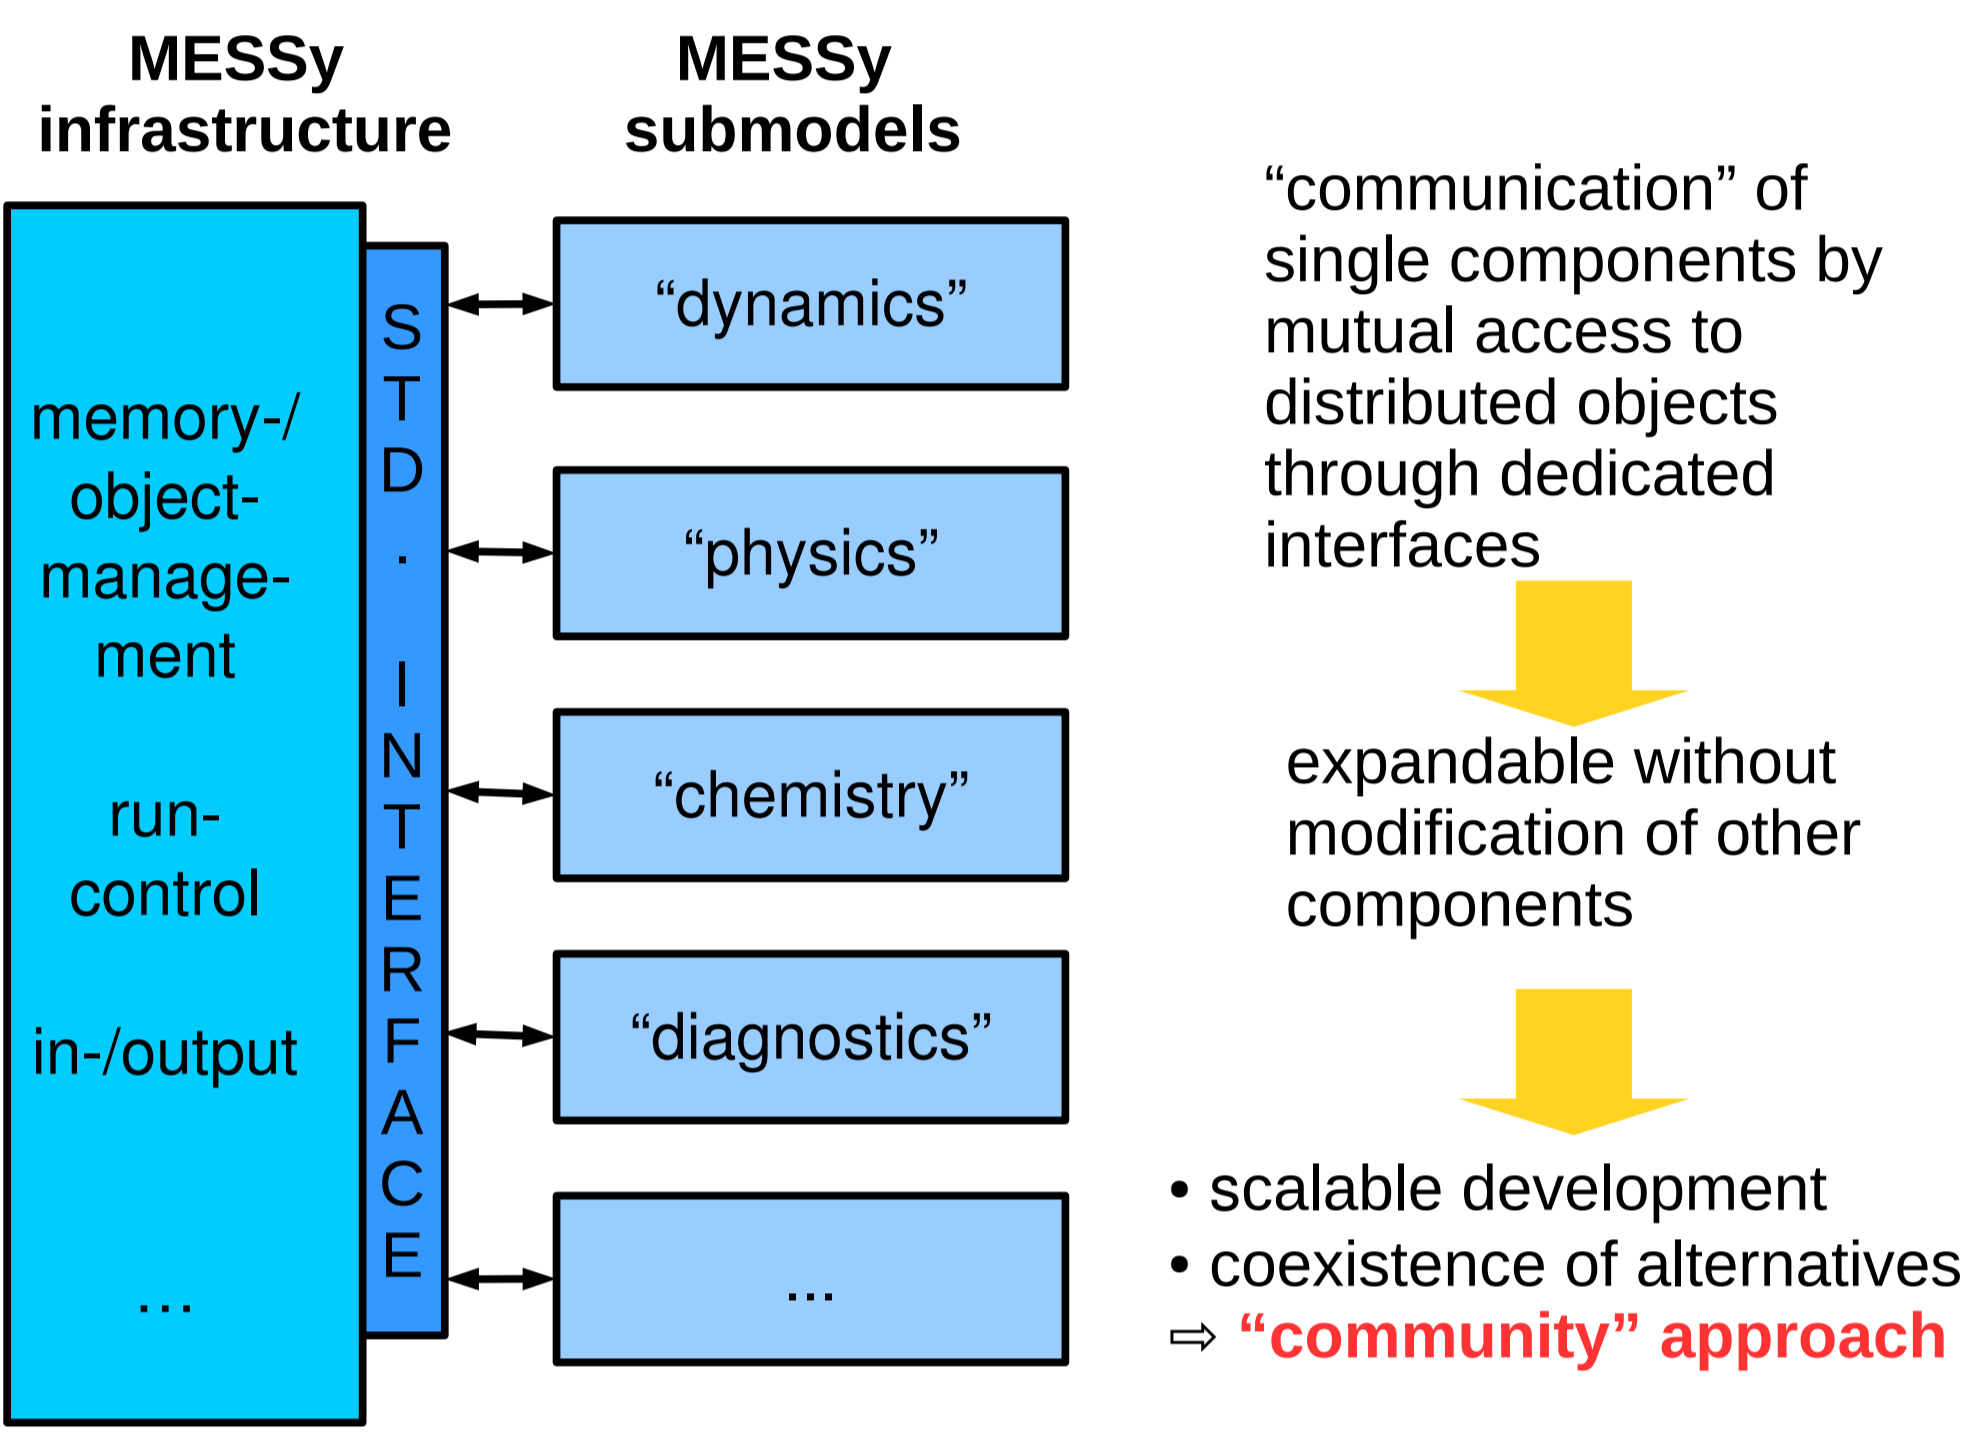 MESSy
infrastructure
memory-/
object-
manage-
ment
run-
control
in-/output
...
STD. INTERFACE
MESSy
submodels
“dynamics”
“physics”
“chemistry”
“diagnostics”
...
“communication” of
single components by
mutual access to
distributed objects
through dedicated
interfaces
expandable without
modification of other
components
• scalable development
• coexistence of alternatives
⇨ “community” approach